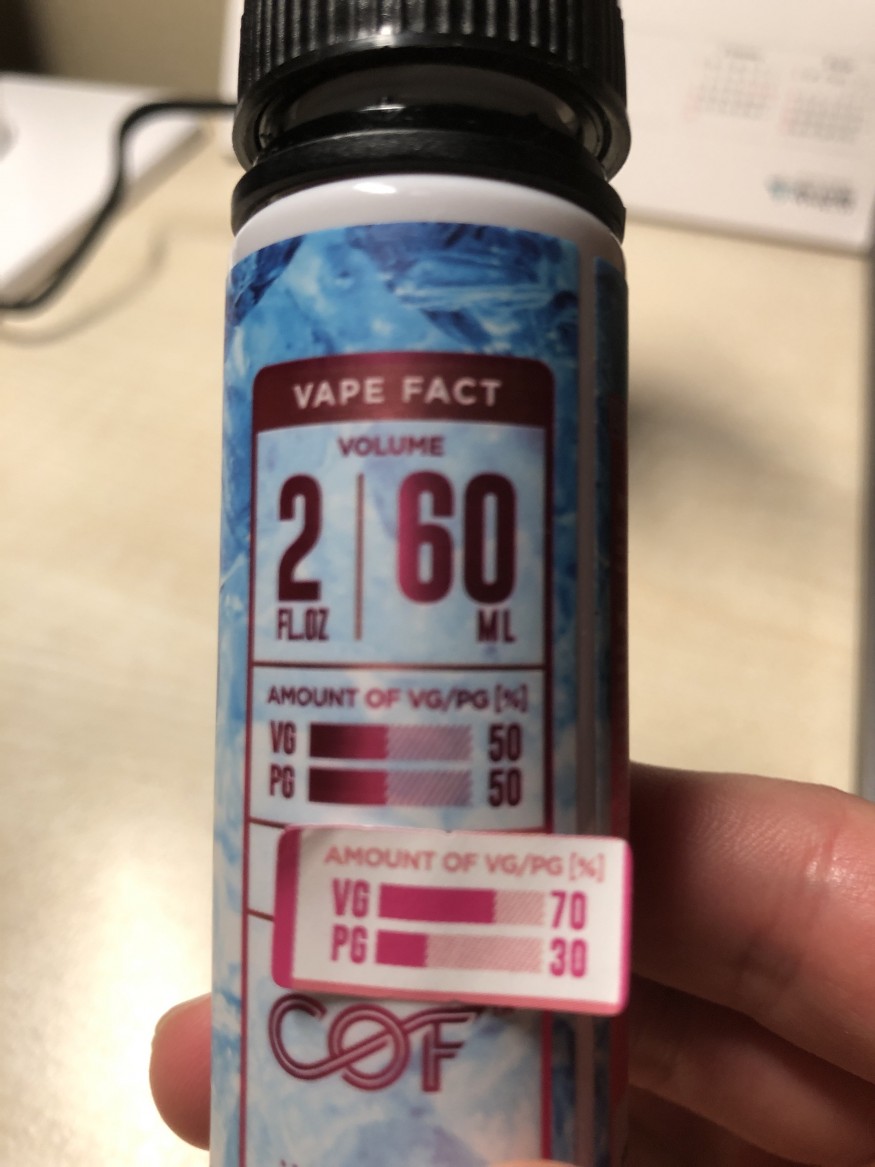 VAPE FACT
VOLUME
2 60
FL.OZ ML
AMOUNT OF VG/PG [%]
VG 50
PG 50
AMOUNT OF VG/PG [%]
VG 70
PG 30
COF